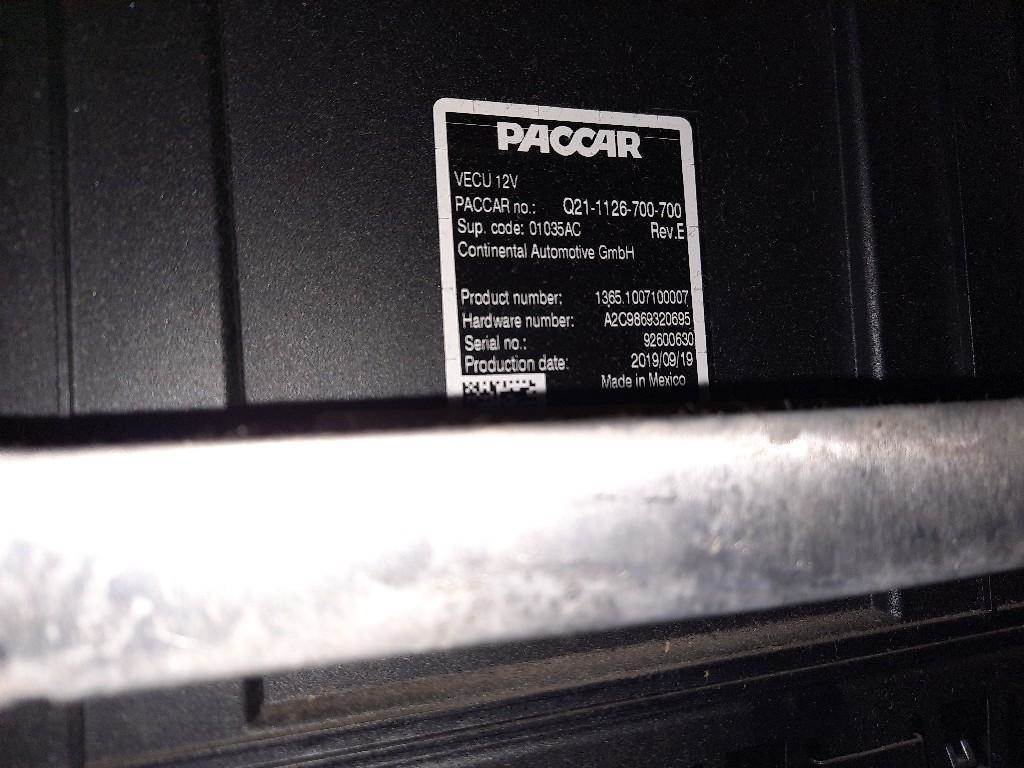 PACCAR
VECU 12V
PACCAR no.: Q21-1126-700-700
Sup. code: 01035AC Rev.E
Continental Automotive GmbH
Product number: 1365.1007100007
Hardware number: A2C9869320695
Serial no.: 92600630
Production date: 2019/09/19
Made in Mexico